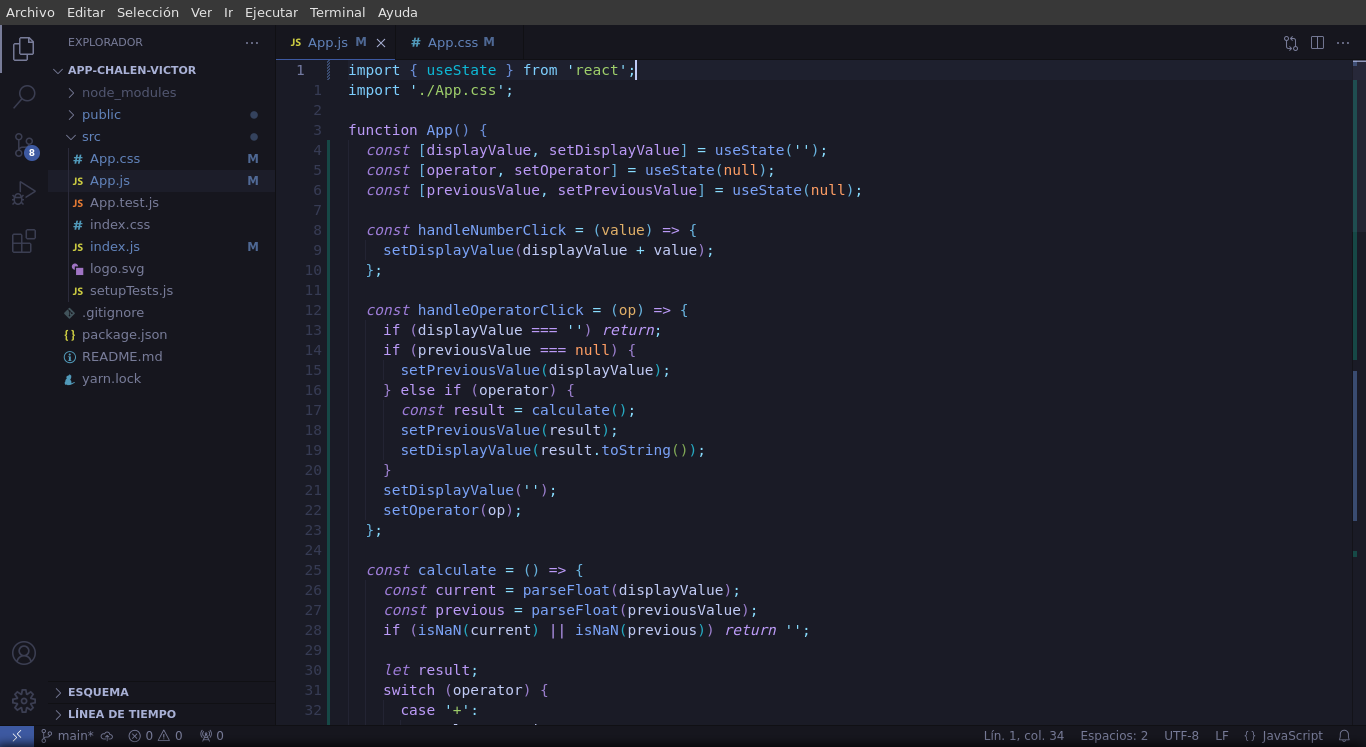 Archivo Editar Selección Ver Ir Ejecutar Terminal Ayuda
EXPLORADOR
APP-CHALEN-VICTOR
node_modules
public
src
# App.css M
JS App.js M
JS App.test.js
# index.css
JS index.js M
logo.svg
JS setupTests.js
.gitignore
{} package.json
README.md
yarn.lock
ESQUEMA
LÍNEA DE TIEMPO
8
JS App.js M
# App.css M
1 import { useState } from 'react';
1 import './App.css';
2
3 function App() {
4 const [displayValue, setDisplayValue] = useState('');
5 const [operator, setOperator] = useState(null);
6 const [previousValue, setPreviousValue] = useState(null);
7
8 const handleNumberClick = (value) => {
9 setDisplayValue(displayValue + value);
10 };
11
12 const handleOperatorClick = (op) => {
13 if (displayValue === '') return;
14 if (previousValue === null) {
15 setPreviousValue(displayValue);
16 } else if (operator) {
17 const result = calculate();
18 setPreviousValue(result);
19 setDisplayValue(result.toString());
20 }
21 setDisplayValue('');
22 setOperator(op);
23 };
24
25 const calculate = () => {
26 const current = parseFloat(displayValue);
27 const previous = parseFloat(previousValue);
28 if (isNaN(current) || isNaN(previous)) return '';
29
30 let result;
31 switch (operator) {
32 case '+':
main* 0 0 0
Lín. 1, col. 34 Espacios: 2 UTF-8 LF {} JavaScript